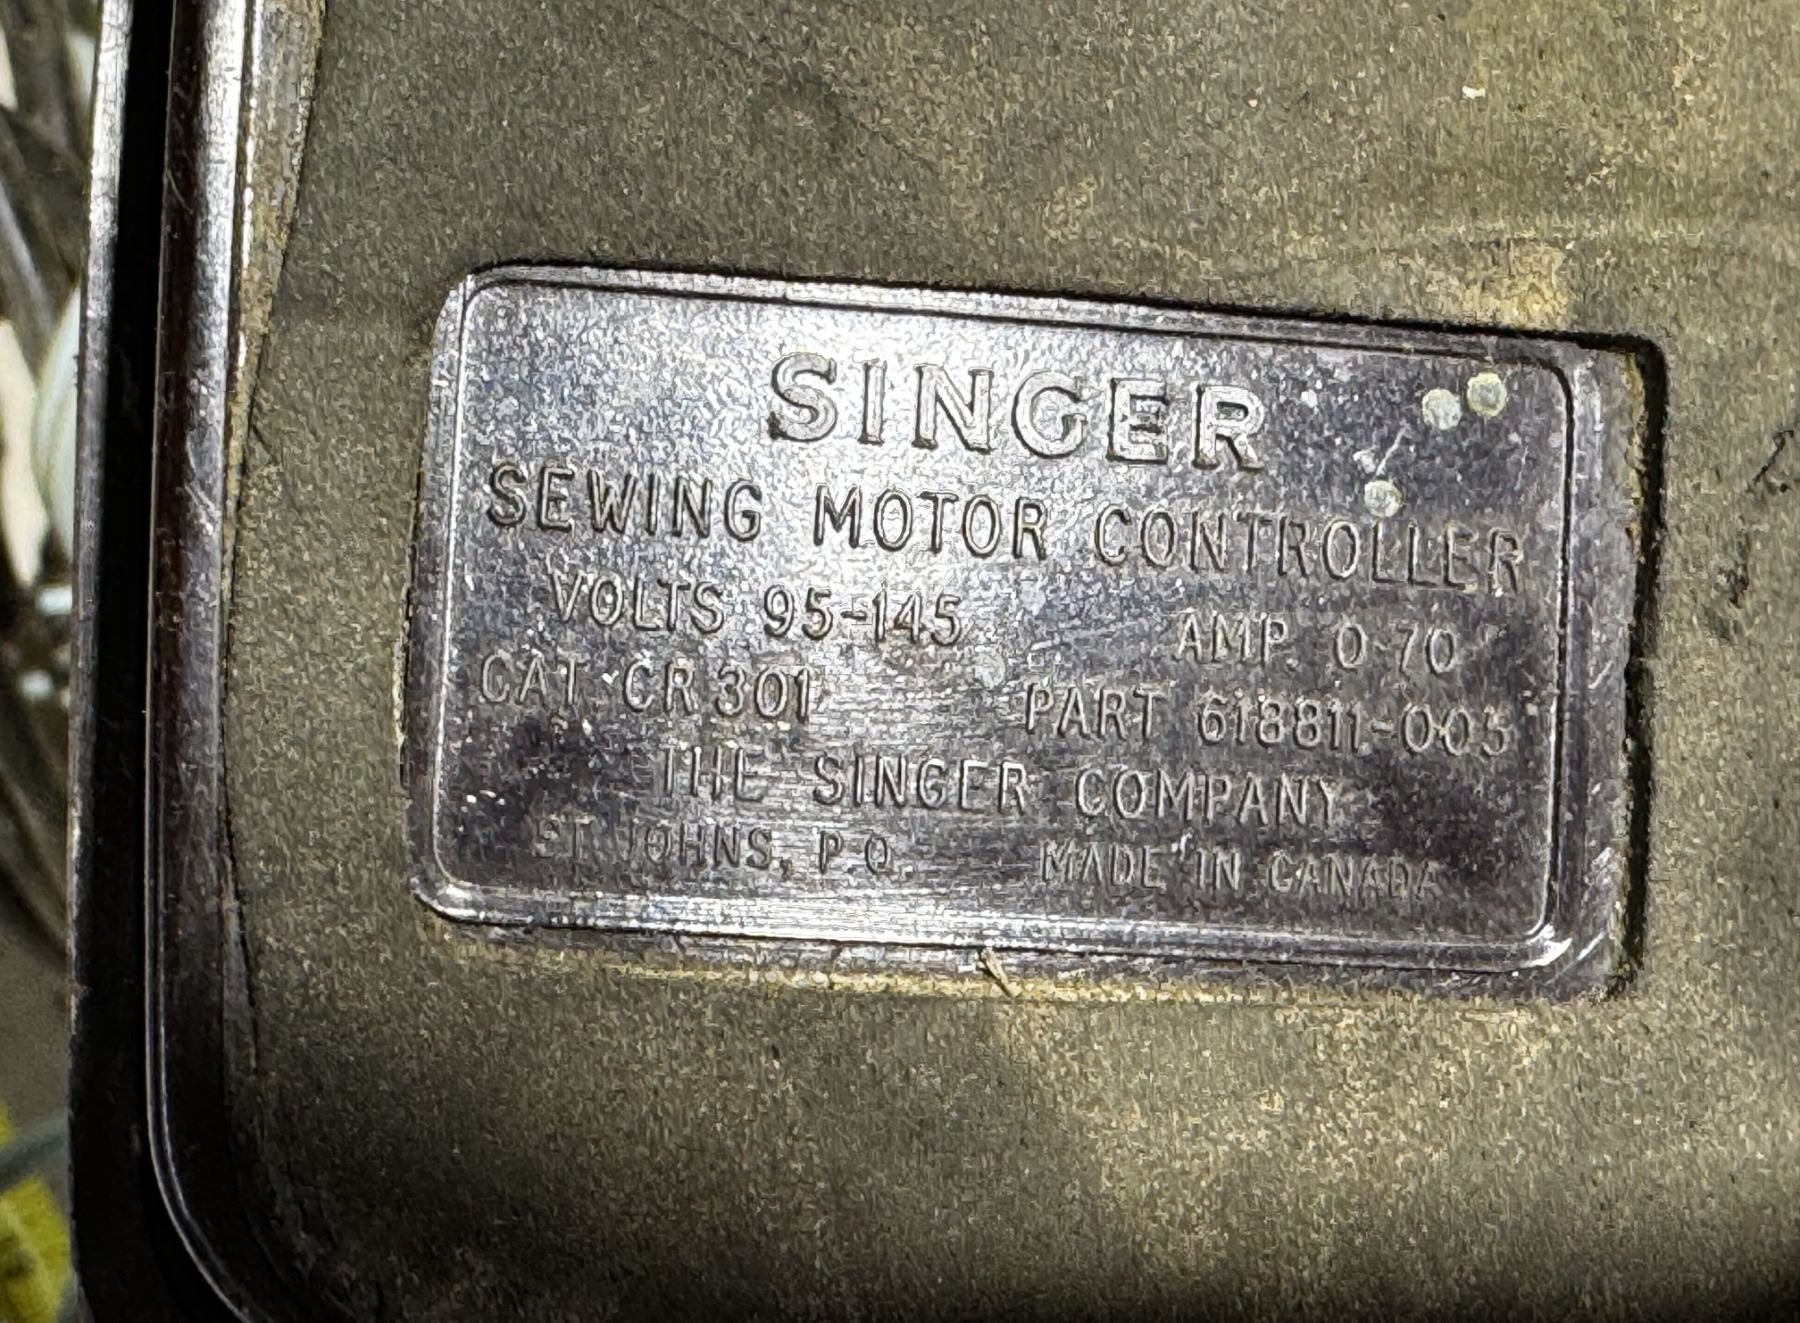 SINGER
SEWING MOTOR CONTROLLER
VOLTS 95-145 AMP. 0-70
CAT. CR 301 PART 618811-005
THE SINGER COMPANY
ST. JOHNS, P.Q. MADE IN CANADA